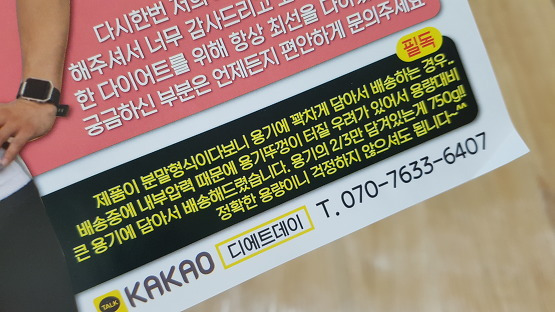 다시한번 저희
해주셔서 너무 감사드리고
한 다이어트를 위해 항상 최선을
궁금하신 부분은 언제든지 편안하게 문의주세요
필독
제품이 분말형식이다보니 용기에 꽉차게 담아서 배송하는 경우..
배송중에 내부압력 때문에 용기뚜껑이 터질 우려가 있어서 용량대비
큰 용기에 담아서 배송해드렸습니다. 용기의 2/3만 담겨있는게 750g!!
정확한 용량이니 걱정하지 않으셔도 됩니다~^^
TALK KAKAO 디에트데이 T. 070-7633-6407